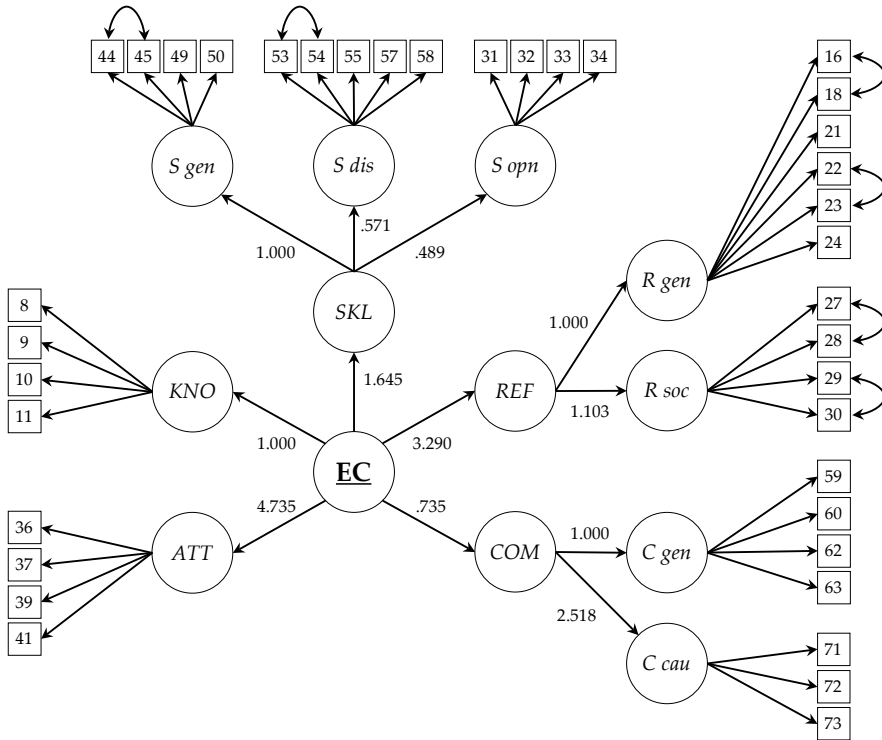 44 45 49 50 53 54 55 57 58 31 32 33 34
16
18
21
22
23
24
S gen S dis S opn
1.000 .571 .489
R gen
SKL
1.000
8
9
10
11
KNO
1.645
REF
R soc
1.103
27
28
29
30
1.000
3.290
EC
4.735
.735
36
37
39
41
ATT
COM
1.000
C gen
59
60
62
63
2.518
C cau
71
72
73